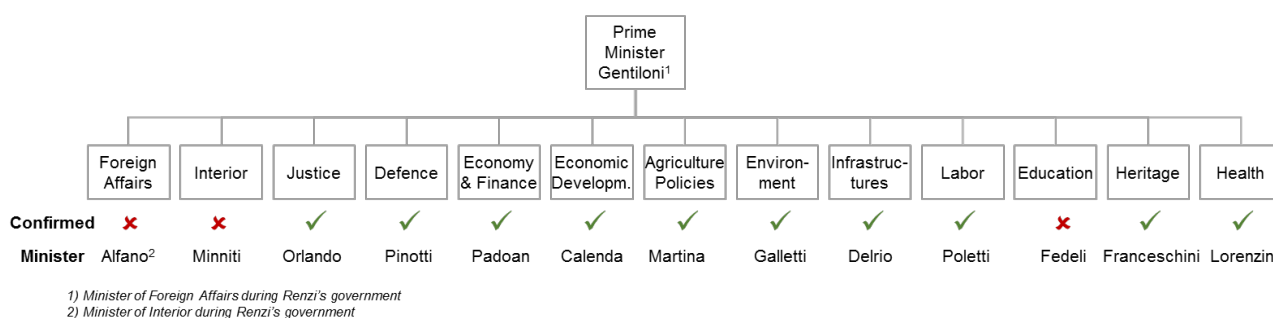 Prime
Minister
Gentiloni¹
Foreign
Affairs
Interior
Justice
Defence
Economy
& Finance
Economic
Developm.
Agriculture
Policies
Environ-
ment
Infrastruc-
tures
Labor
Education
Heritage
Health
Confirmed
Minister Alfano² Minniti Orlando Pinotti Padoan Calenda Martina Galletti Delrio Poletti Fedeli Franceschini Lorenzin
1) Minister of Foreign Affairs during Renzi's government
2) Minister of Interior during Renzi's government